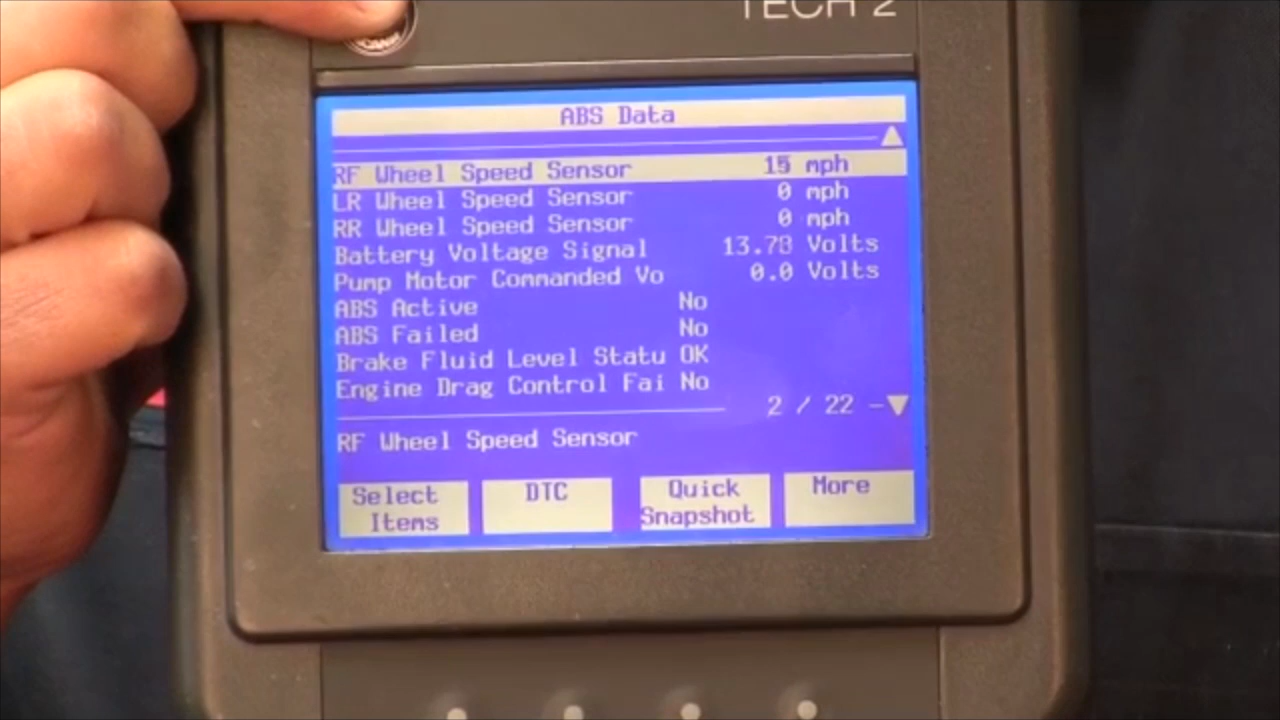 TECH 2
ABS Data
RF Wheel Speed Sensor 15 mph
LR Wheel Speed Sensor 0 mph
RR Wheel Speed Sensor 0 mph
Battery Voltage Signal 13.78 Volts
Pump Motor Commanded Vo 0.0 Volts
ABS Active No
ABS Failed No
Brake Fluid Level Statu OK
Engine Drag Control Fai No
2 / 22
RF Wheel Speed Sensor
Select Items
DTC
Quick Snapshot
More